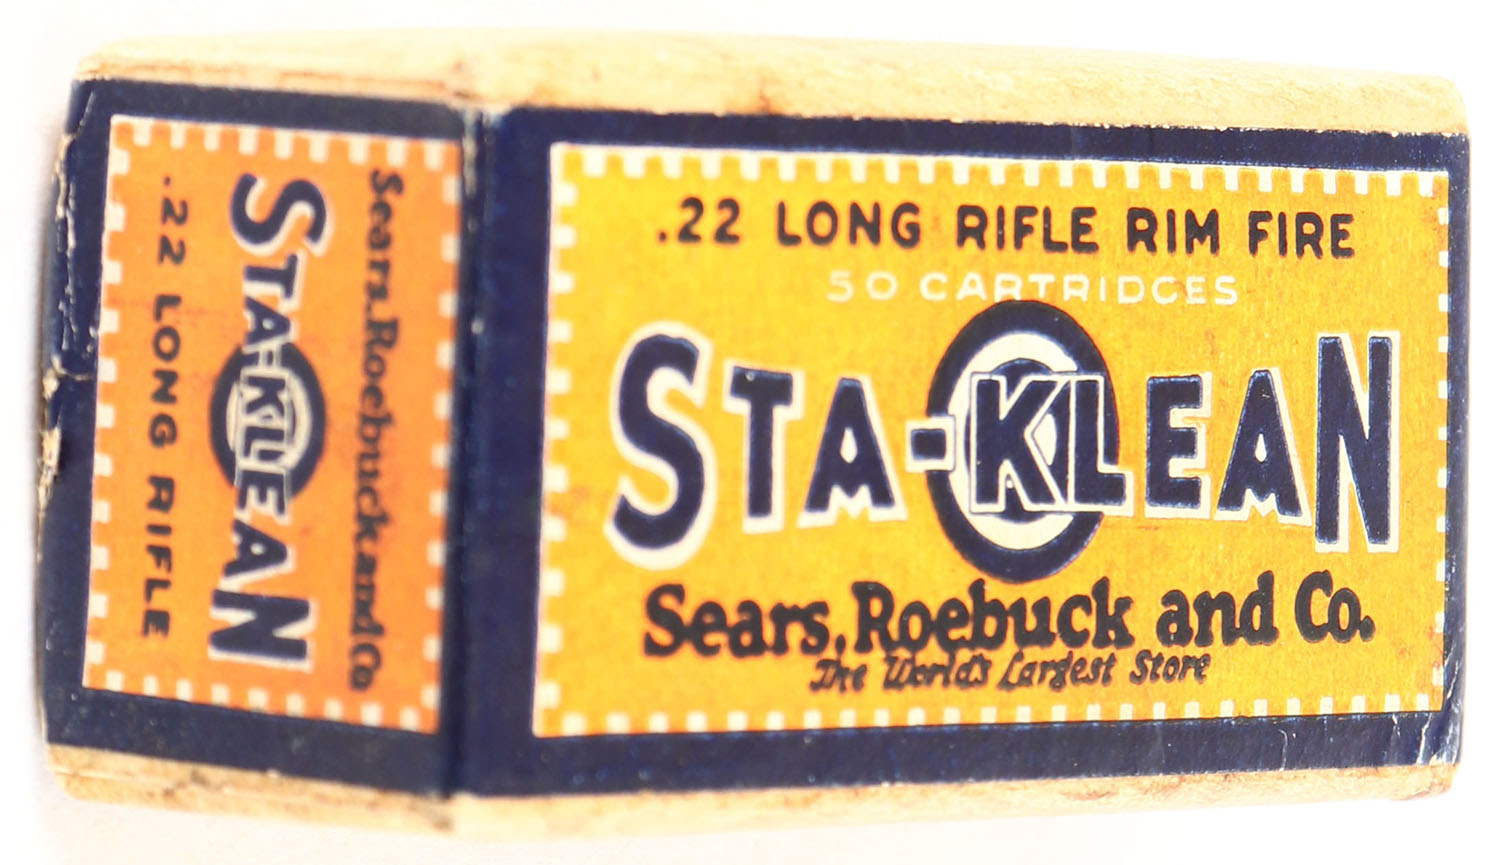 .22 LONG RIFLE RIM FIRE
50 CARTRIDGES
STA-KLEAN
Sears, Roebuck and Co.
The World's Largest Store
Sears, Roebuck and Co
STA-KLEAN
.22 LONG RIFLE